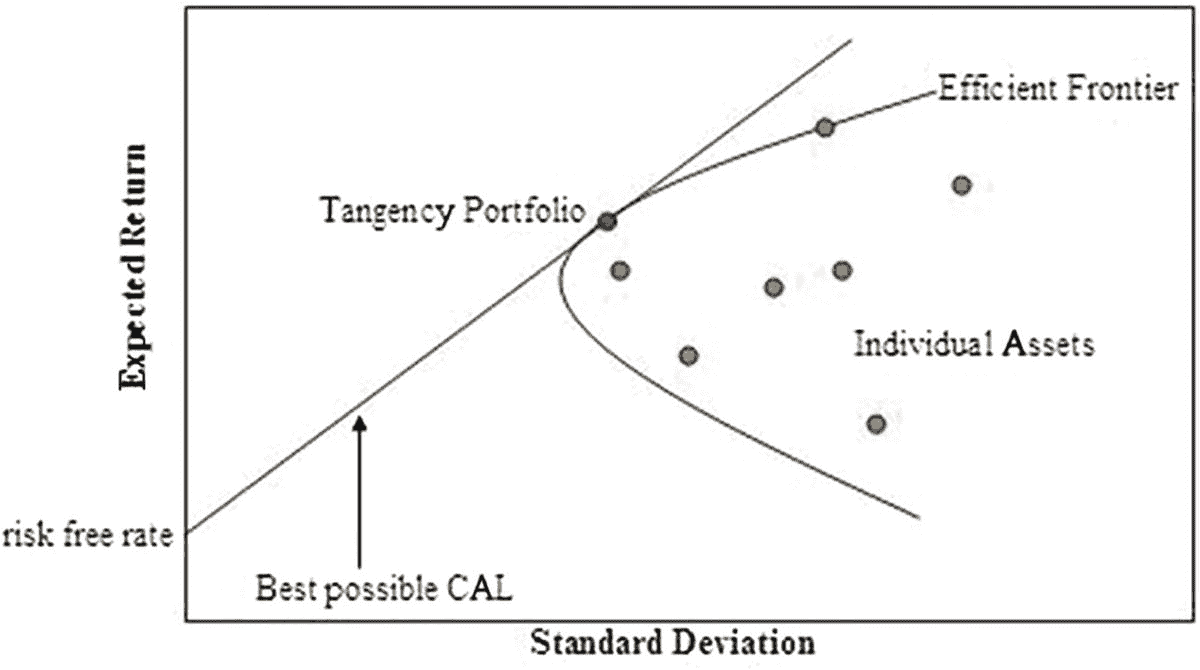 Efficient Frontier
Tangency Portfolio
Expected Return
Individual Assets
risk free rate
Best possible CAL
Standard Deviation